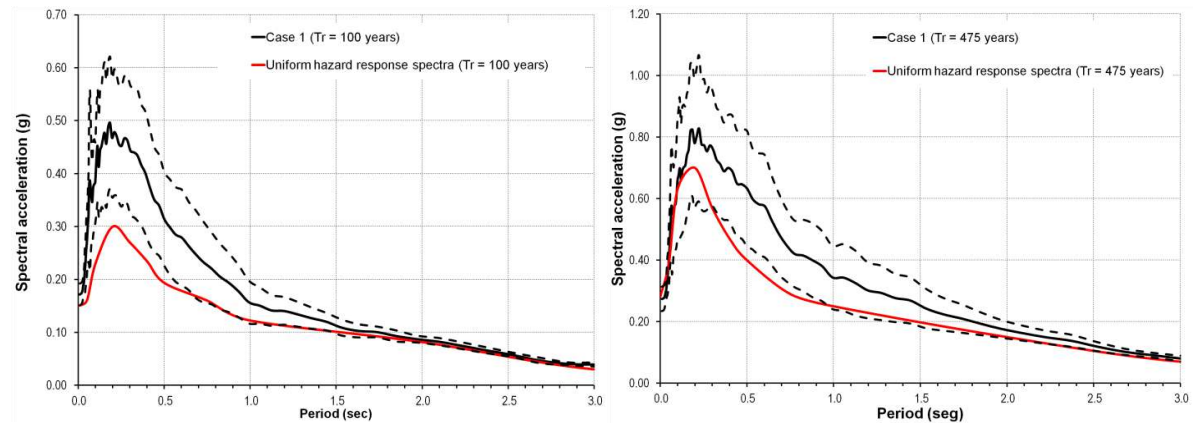 0.70
0.60
0.50
0.40
0.30
0.20
0.10
0.00
Spectral acceleration (g)
Case 1 (Tr = 100 years)
Uniform hazard response spectra (Tr = 100 years)
0.0 0.5 1.0 1.5 2.0 2.5 3.0
Period (sec)
1.20
1.00
0.80
0.60
0.40
0.20
0.00
Spectral acceleration (g)
Case 1 (Tr = 475 years)
Uniform hazard response spectra (Tr = 475 years)
0.0 0.5 1.0 1.5 2.0 2.5 3.0
Period (seg)